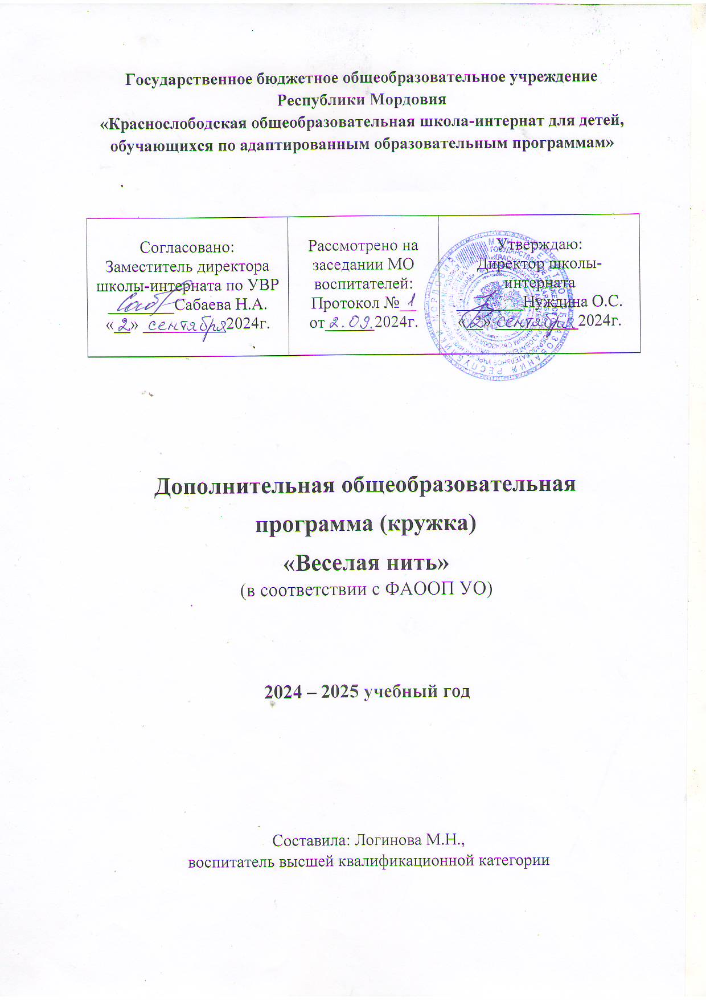 Государственное бюджетное общеобразовательное учреждение
Республики Мордовия
«Краснослободская общеобразовательная школа-интернат для детей,
обучающихся по адаптированным образовательным программам»
Согласовано:
Заместитель директора
школы-интерната по УВР
Сабаева Н.А.
«2» сентября 2024г.
Рассмотрено на
заседании МО
воспитателей:
Протокол № 1
от 2.09.2024г.
Утверждаю:
Директор школы-
интерната
Нуждина О.С.
«2» сентября 2024г.
Дополнительная общеобразовательная
программа (кружка)
«Веселая нить»
(в соответствии с ФАООП УО)
2024 – 2025 учебный год
Составила: Логинова М.Н.,
воспитатель высшей квалификационной категории